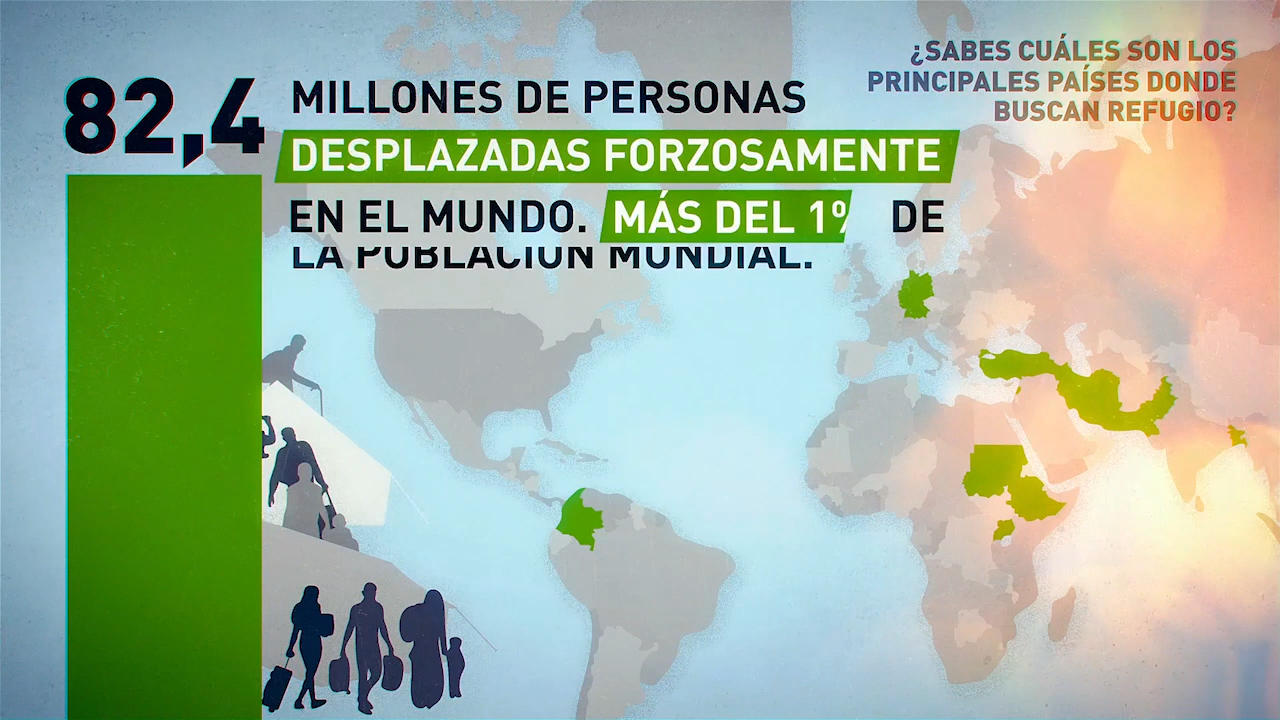 82,4
MILLONES DE PERSONAS
DESPLAZADAS FORZOSAMENTE
EN EL MUNDO. MÁS DEL 1% DE
LA POBLACIÓN MUNDIAL.
¿SABES CUÁLES SON LOS
PRINCIPALES PAÍSES DONDE
BUSCAN REFUGIO?